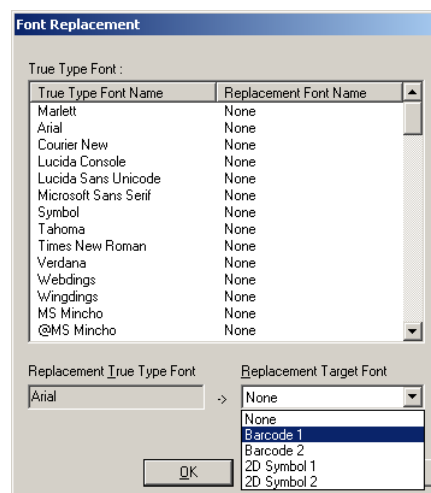 Font Replacement
True Type Font :
True Type Font Name Replacement Font Name
Marlett None
Arial None
Courier New None
Lucida Console None
Lucida Sans Unicode None
Microsoft Sans Serif None
Symbol None
Tahoma None
Times New Roman None
Verdana None
Webdings None
Wingdings None
MS Mincho None
@MS Mincho None
Replacement True Type Font Replacement Target Font
Arial -> None
None
Barcode 1
Barcode 2
2D Symbol 1
OK 2D Symbol 2